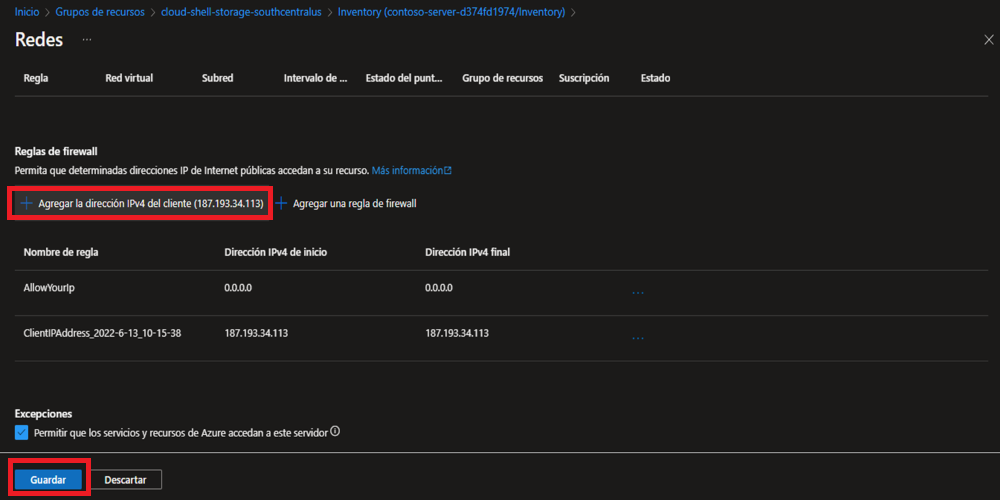 Inicio > Grupos de recursos > cloud-shell-storage-southcentralus > Inventory (contoso-server-d374fd1974/Inventory) >
Redes ...
Regla Red virtual Subred Intervalo de ... Estado del punt... Grupo de recursos Suscripción Estado
Reglas de firewall
Permita que determinadas direcciones IP de Internet públicas accedan a su recurso. Más información
+ Agregar la dirección IPv4 del cliente (187.193.34.113) + Agregar una regla de firewall
Nombre de regla Dirección IPv4 de inicio Dirección IPv4 final
AllowYourIp 0.0.0.0 0.0.0.0 ...
ClientIPAddress_2022-6-13_10-15-38 187.193.34.113 187.193.34.113 ...
Excepciones
Permitir que los servicios y recursos de Azure accedan a este servidor
Guardar Descartar